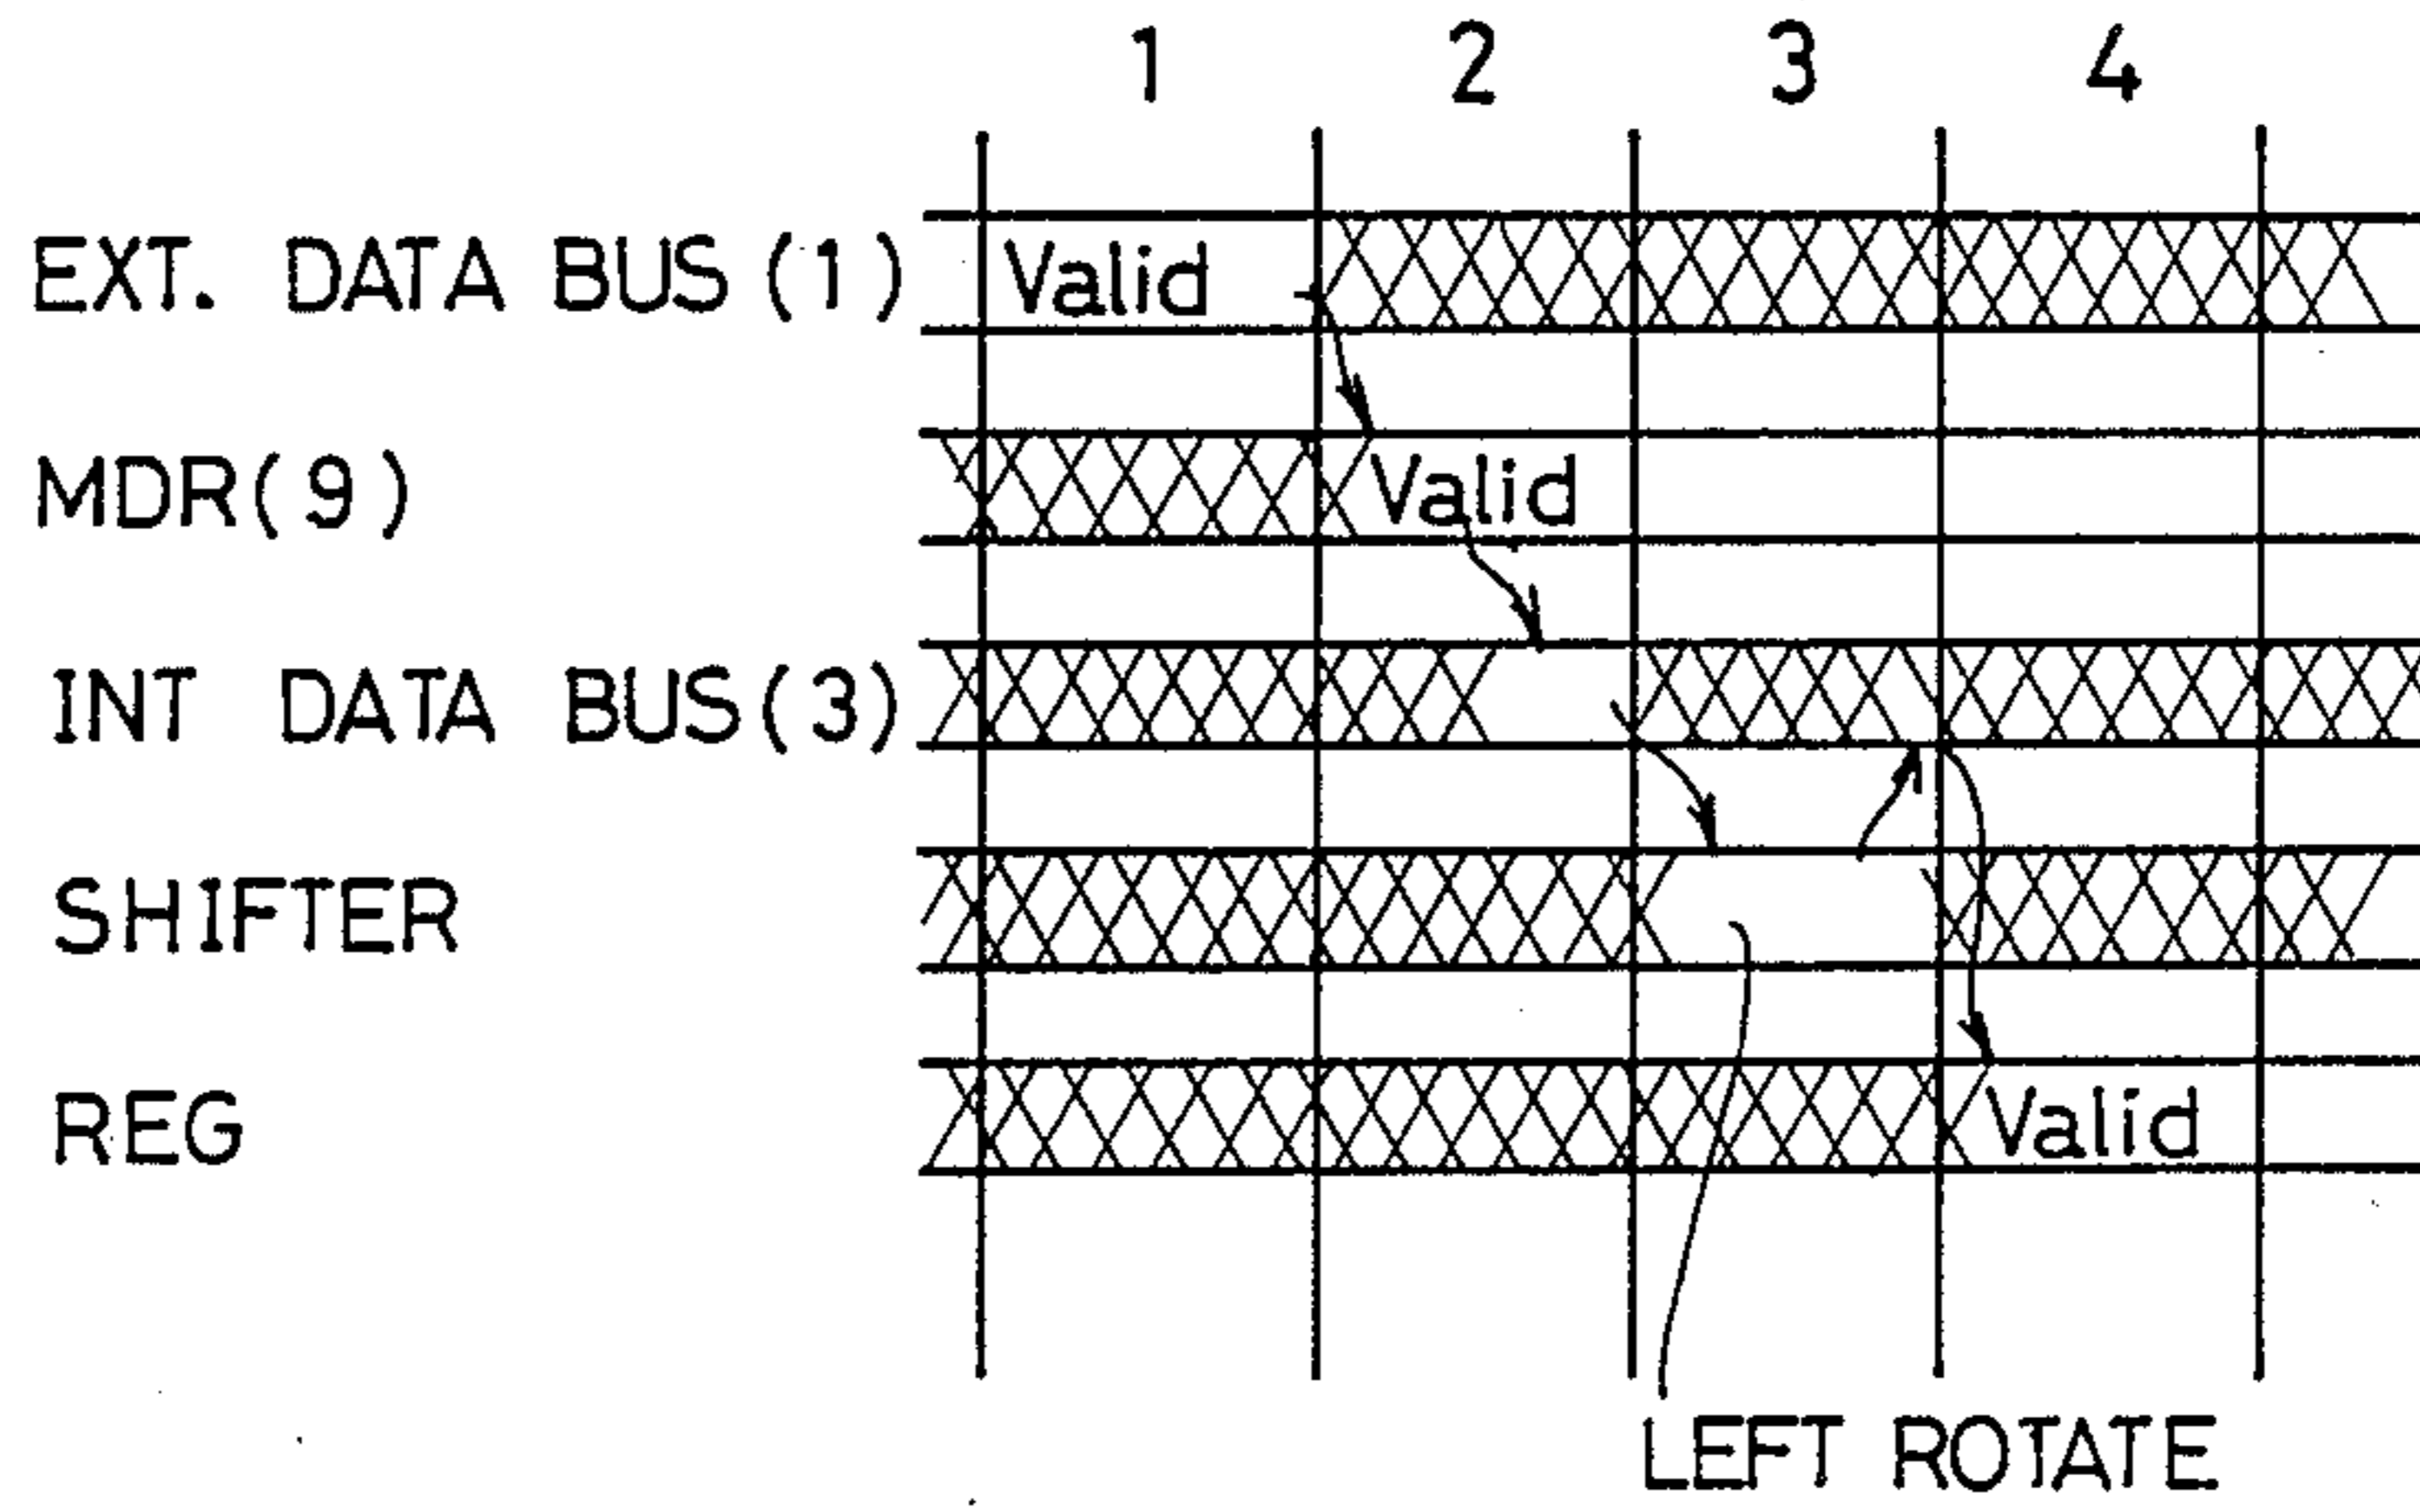 1 2 3 4
EXT. DATA BUS (1) Valid
MDR(9) Valid
INT DATA BUS(3)
SHIFTER
REG Valid
LEFT ROTATE